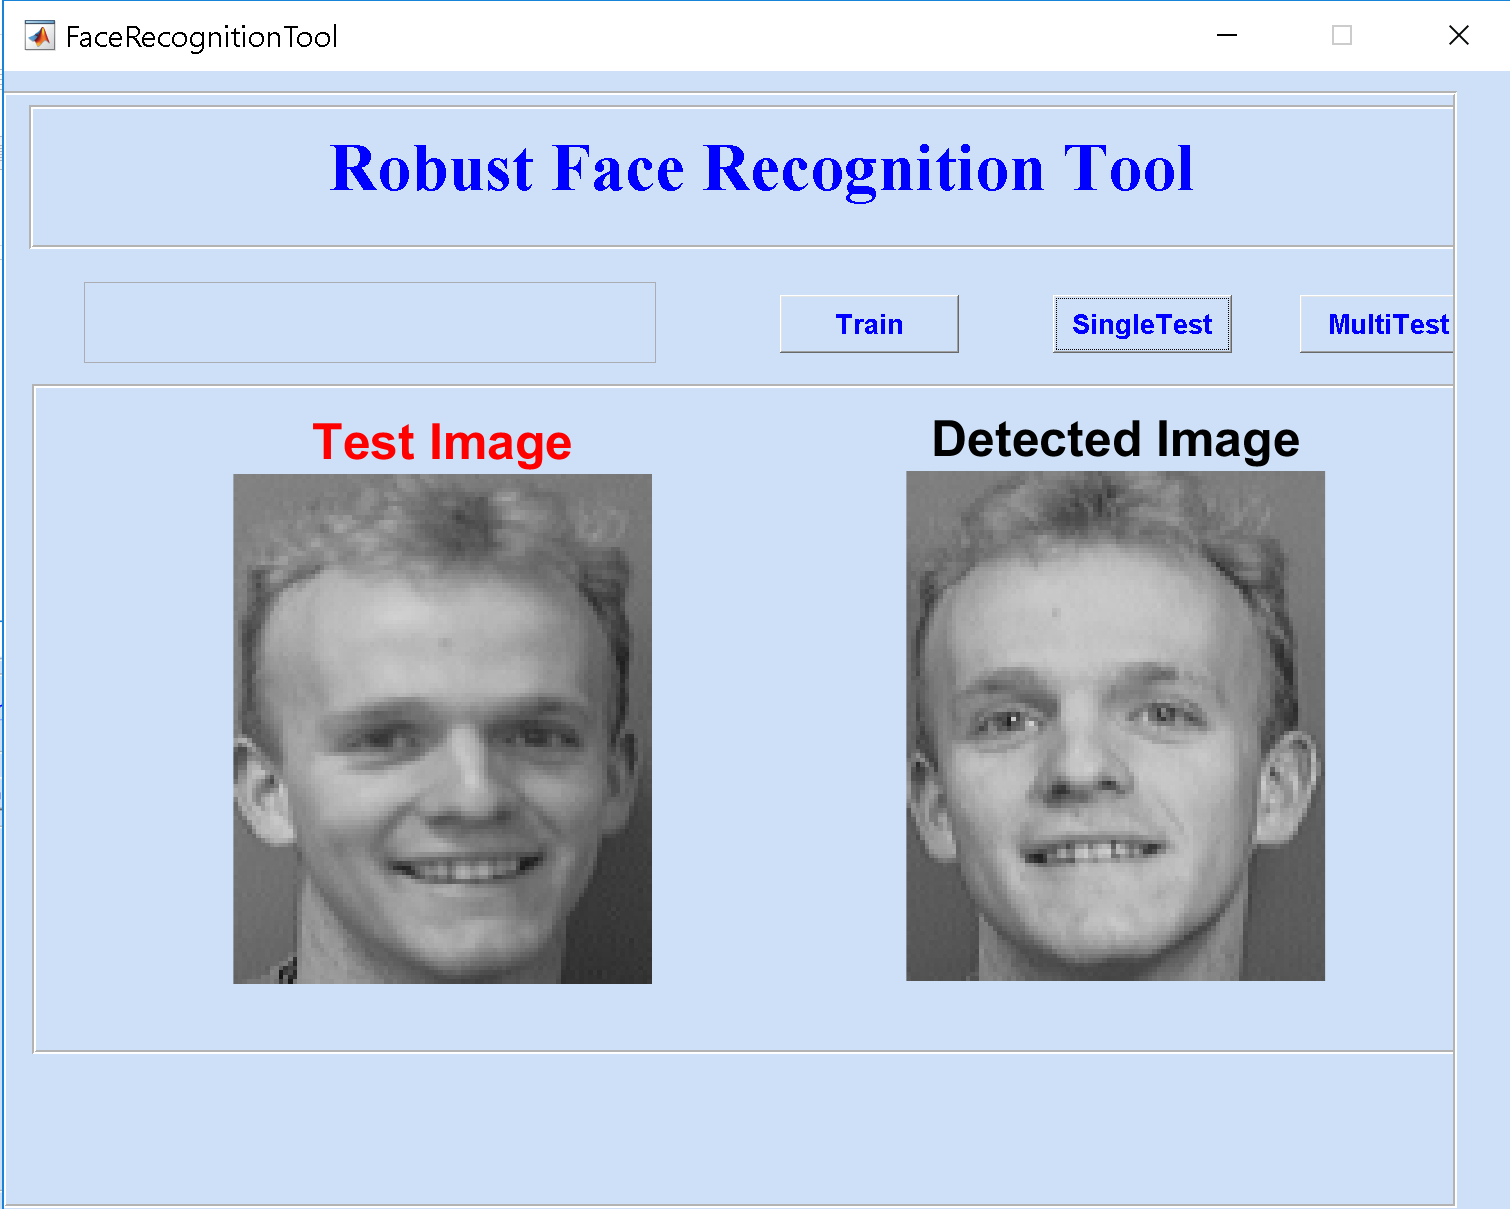 FaceRecognitionTool
Robust Face Recognition Tool
Train
SingleTest
MultiTest
Test Image
Detected Image